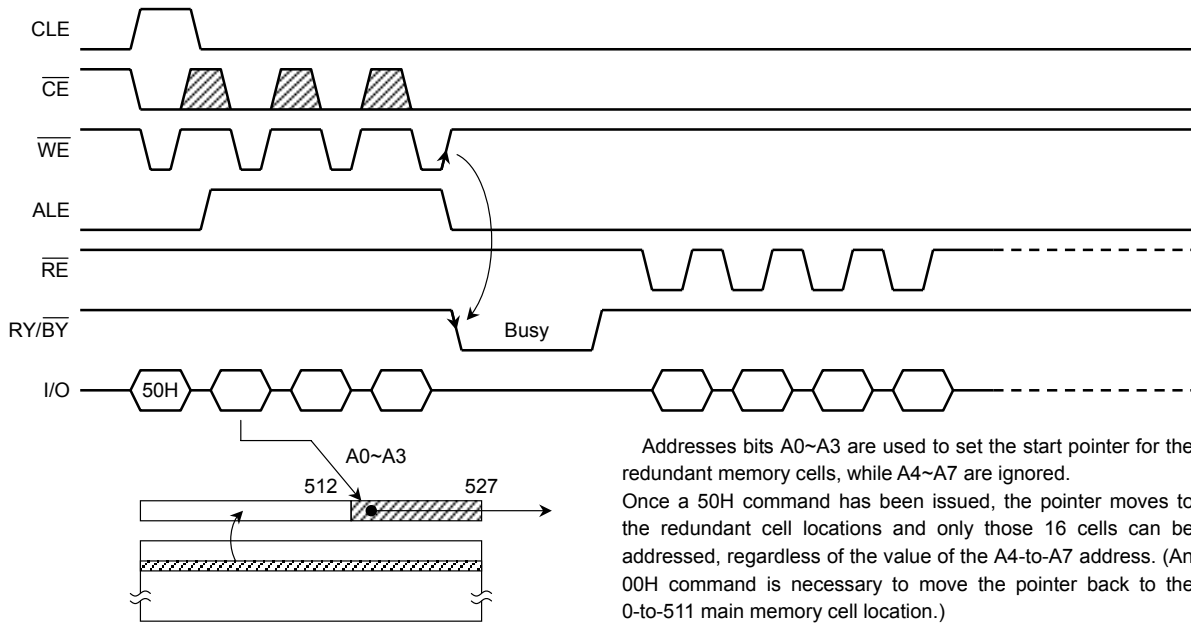 CLE
CE
WE
ALE
RE
RY/BY
Busy
I/O
50H
A0~A3
512
527
Addresses bits A0~A3 are used to set the start pointer for the
redundant memory cells, while A4~A7 are ignored.
Once a 50H command has been issued, the pointer moves to
the redundant cell locations and only those 16 cells can be
addressed, regardless of the value of the A4-to-A7 address. (An
00H command is necessary to move the pointer back to the
0-to-511 main memory cell location.)